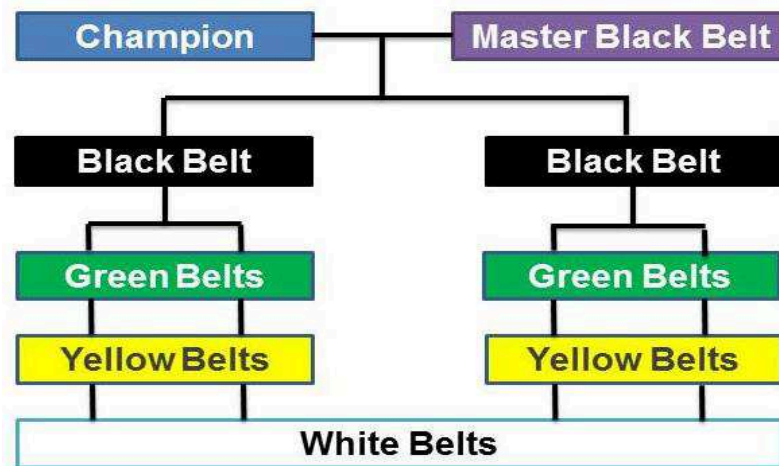 Champion
Master Black Belt
Black Belt
Black Belt
Green Belts
Green Belts
Yellow Belts
Yellow Belts
White Belts